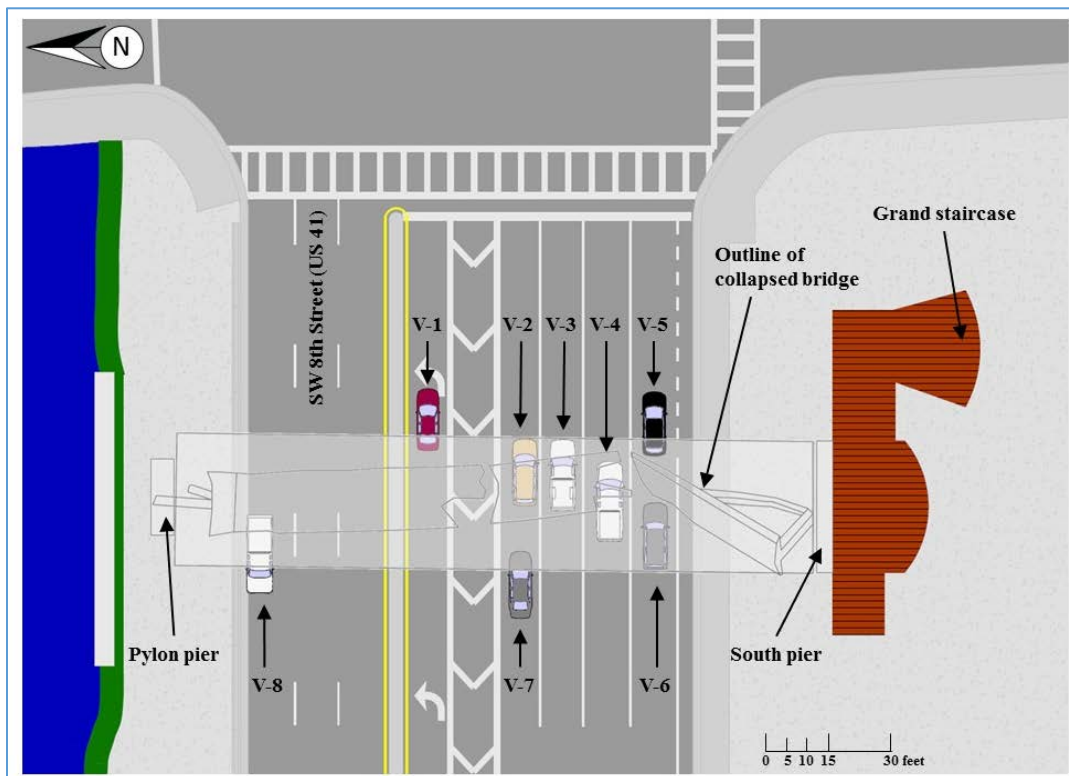 N
Grand staircase
SW 8th Street (US 41)
Outline of
collapsed bridge
V-1
V-2
V-3
V-4
V-5
Pylon pier
V-8
V-7
V-6
South pier
0 5 10 15 30 feet